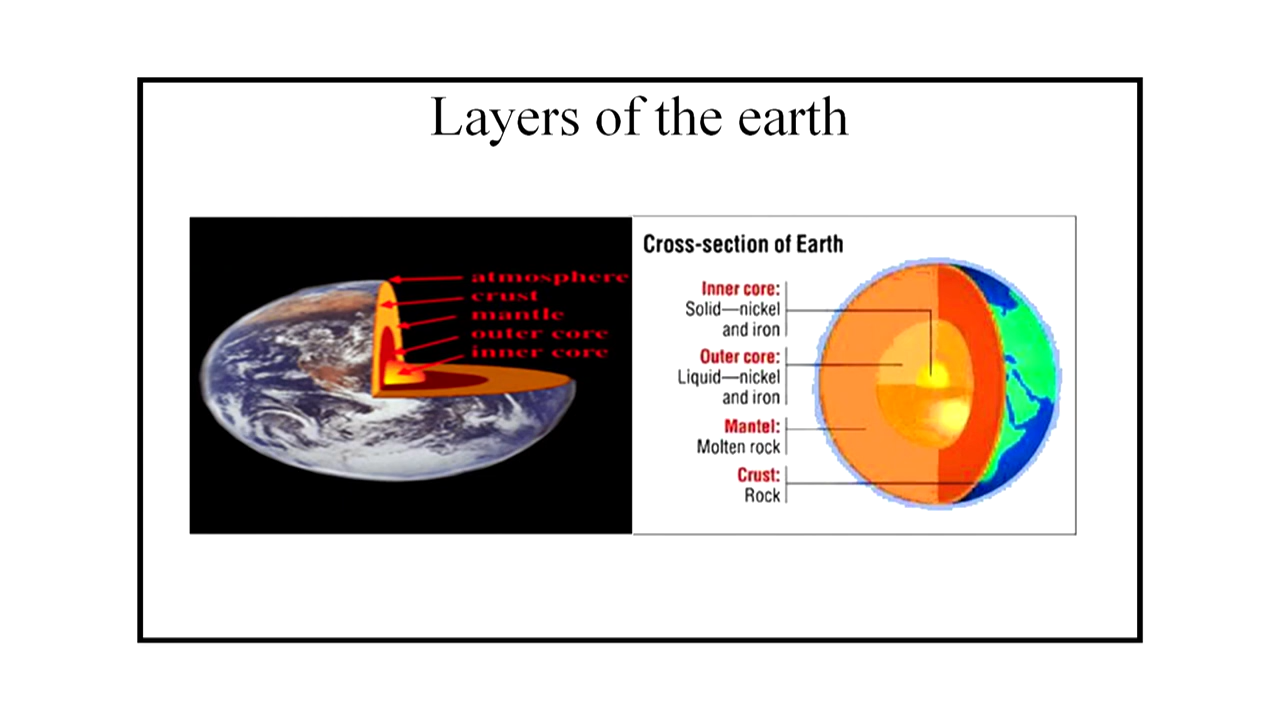 Layers of the earth
atmosphere
crust
mantle
outer core
inner core
Cross-section of Earth
Inner core:
Solid—nickel
and iron
Outer core:
Liquid—nickel
and iron
Mantel:
Molten rock
Crust:
Rock